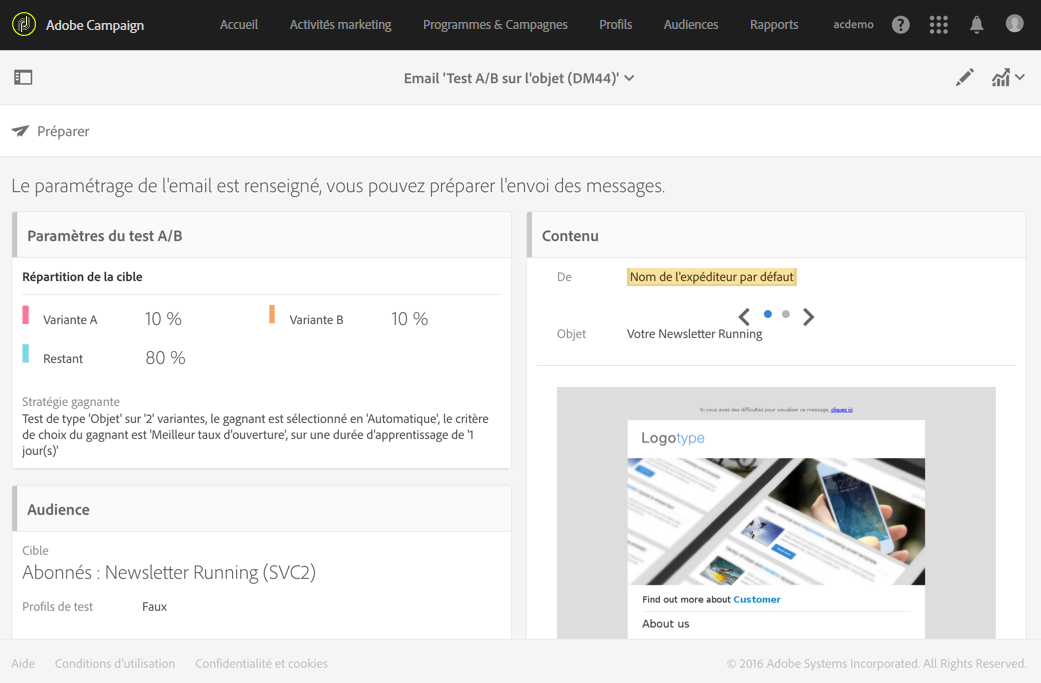 Adobe Campaign
Accueil
Activités marketing
Programmes & Campagnes
Profils
Audiences
Rapports
acdemo
Email 'Test A/B sur l'objet (DM44)'
Préparer
Le paramétrage de l'email est renseigné, vous pouvez préparer l'envoi des messages.
Paramètres du test A/B
Répartition de la cible
Variante A 10 %
Variante B 10 %
Restant 80 %
Stratégie gagnante
Test de type 'Objet' sur '2' variantes, le gagnant est sélectionné en 'Automatique', le critère
de choix du gagnant est 'Meilleur taux d'ouverture', sur une durée d'apprentissage de '1
jour(s)'
Audience
Cible
Abonnés : Newsletter Running (SVC2)
Profils de test Faux
Contenu
De Nom de l'expéditeur par défaut
Objet Votre Newsletter Running
Si vous avez des difficultés pour visualiser ce message, cliquez ici
Logotype
Find out more about Customer
About us
Aide
Conditions d'utilisation
Confidentialité et cookies
© 2016 Adobe Systems Incorporated. All Rights Reserved.